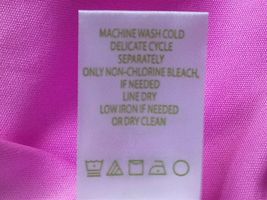 MACHINE WASH COLD
DELICATE CYCLE
SEPARATELY
ONLY NON-CHLORINE BLEACH,
IF NEEDED
LINE DRY
LOW IRON IF NEEDED
OR DRY CLEAN